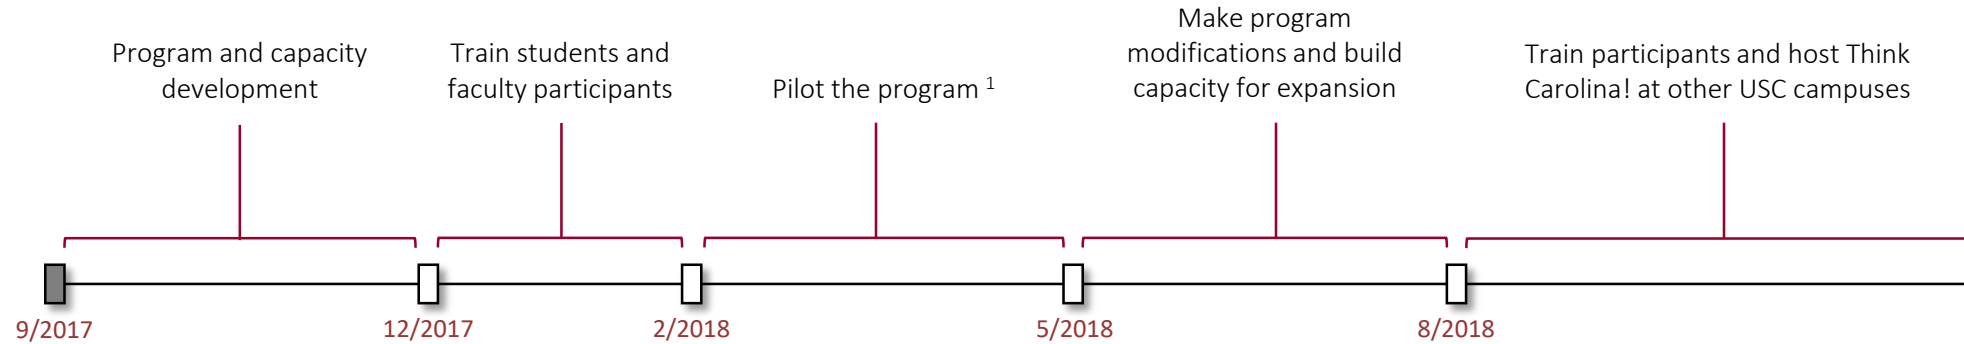 Program and capacity
development
Train students and
faculty participants
Pilot the program 1
Make program
modifications and build
capacity for expansion
Train participants and host Think
Carolina! at other USC campuses
9/2017
12/2017
2/2018
5/2018
8/2018